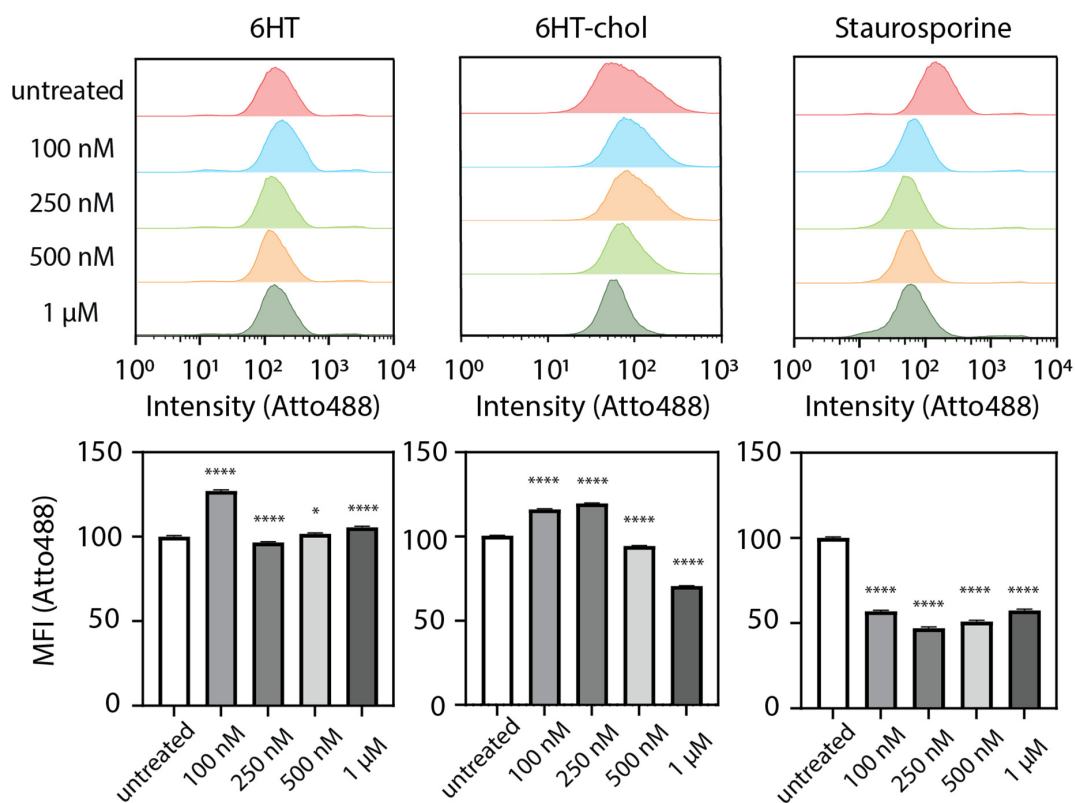 6HT 6HT-chol Staurosporine
untreated
100 nM
250 nM
500 nM
1 µM
10⁰ 10¹ 10² 10³ 10⁴ 10¹ 10² 10³ 10⁰ 10¹ 10² 10³ 10⁴
Intensity (Atto488) Intensity (Atto488) Intensity (Atto488)
150 150 150
**** **** **** * ****
**** **** **** ****
**** **** **** ****
100 100 100
50 50 50
0 0 0
MFI (Atto488)
untreated 100 nM 250 nM 500 nM 1 µM
untreated 100 nM 250 nM 500 nM 1 µM
untreated 100 nM 250 nM 500 nM 1 µM